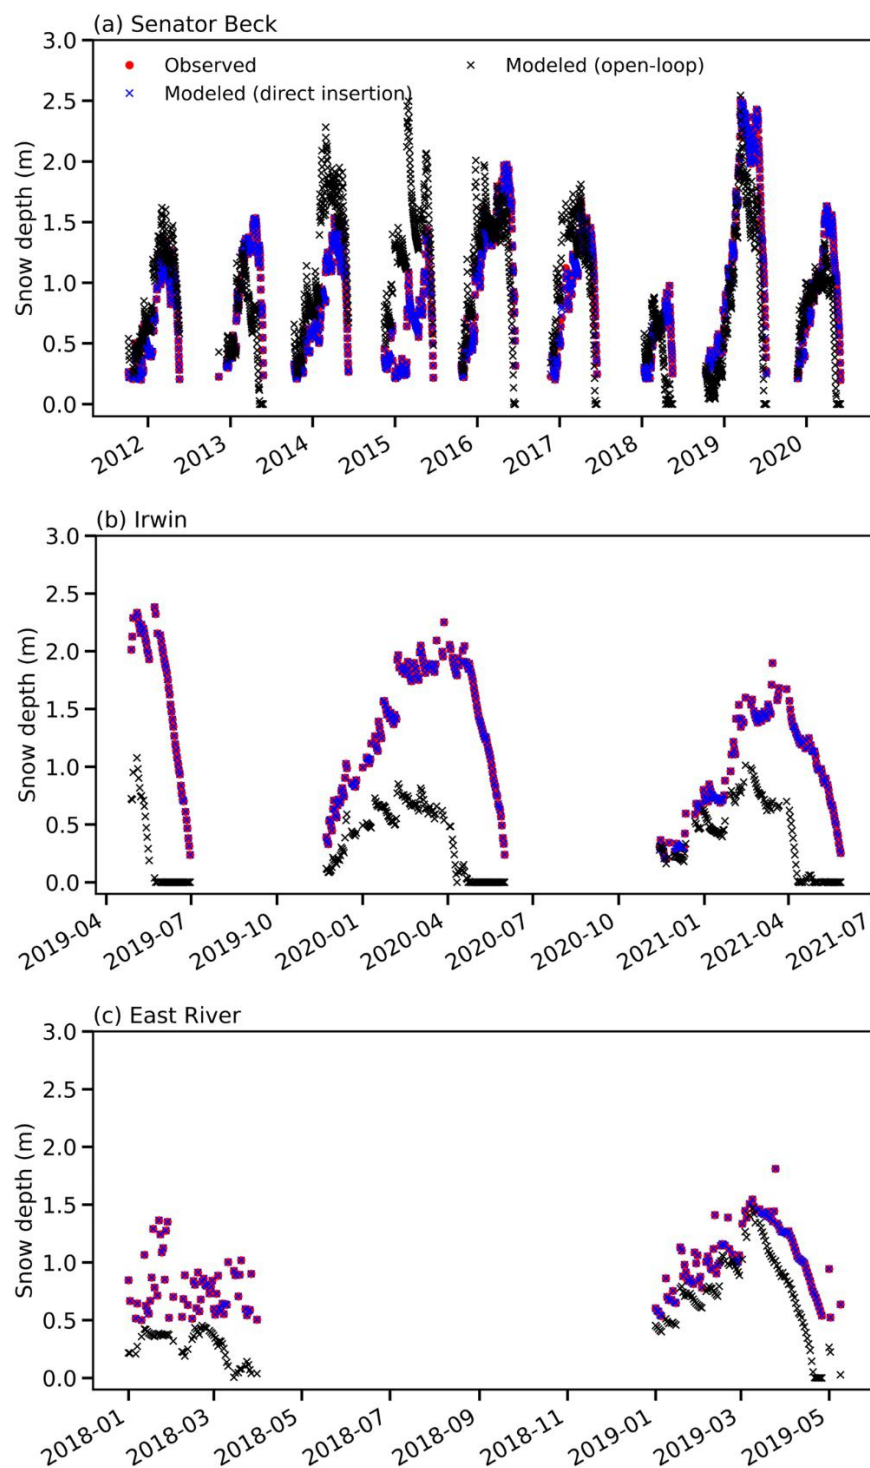 (a) Senator Beck
Observed
Modeled (open-loop)
Modeled (direct insertion)
Snow depth (m)
3.0
2.5
2.0
1.5
1.0
0.5
0.0
2012 2013 2014 2015 2016 2017 2018 2019 2020
(b) Irwin
Snow depth (m)
3.0
2.5
2.0
1.5
1.0
0.5
0.0
2019-04 2019-07 2019-10 2020-01 2020-04 2020-07 2020-10 2021-01 2021-04 2021-07
(c) East River
Snow depth (m)
3.0
2.5
2.0
1.5
1.0
0.5
0.0
2018-01 2018-03 2018-05 2018-07 2018-09 2018-11 2019-01 2019-03 2019-05